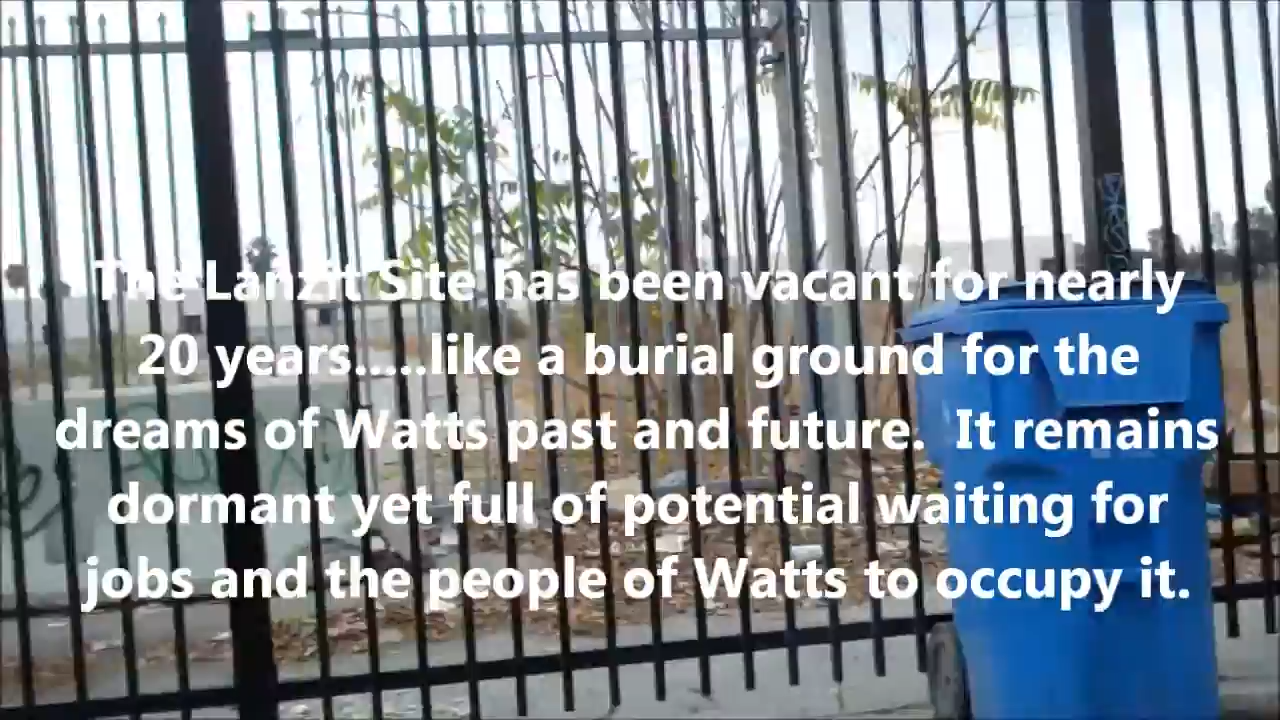 The Lanzit Site has been vacant for nearly
20 years.....like a burial ground for the
dreams of Watts past and future.  It remains
dormant yet full of potential waiting for
jobs and the people of Watts to occupy it.